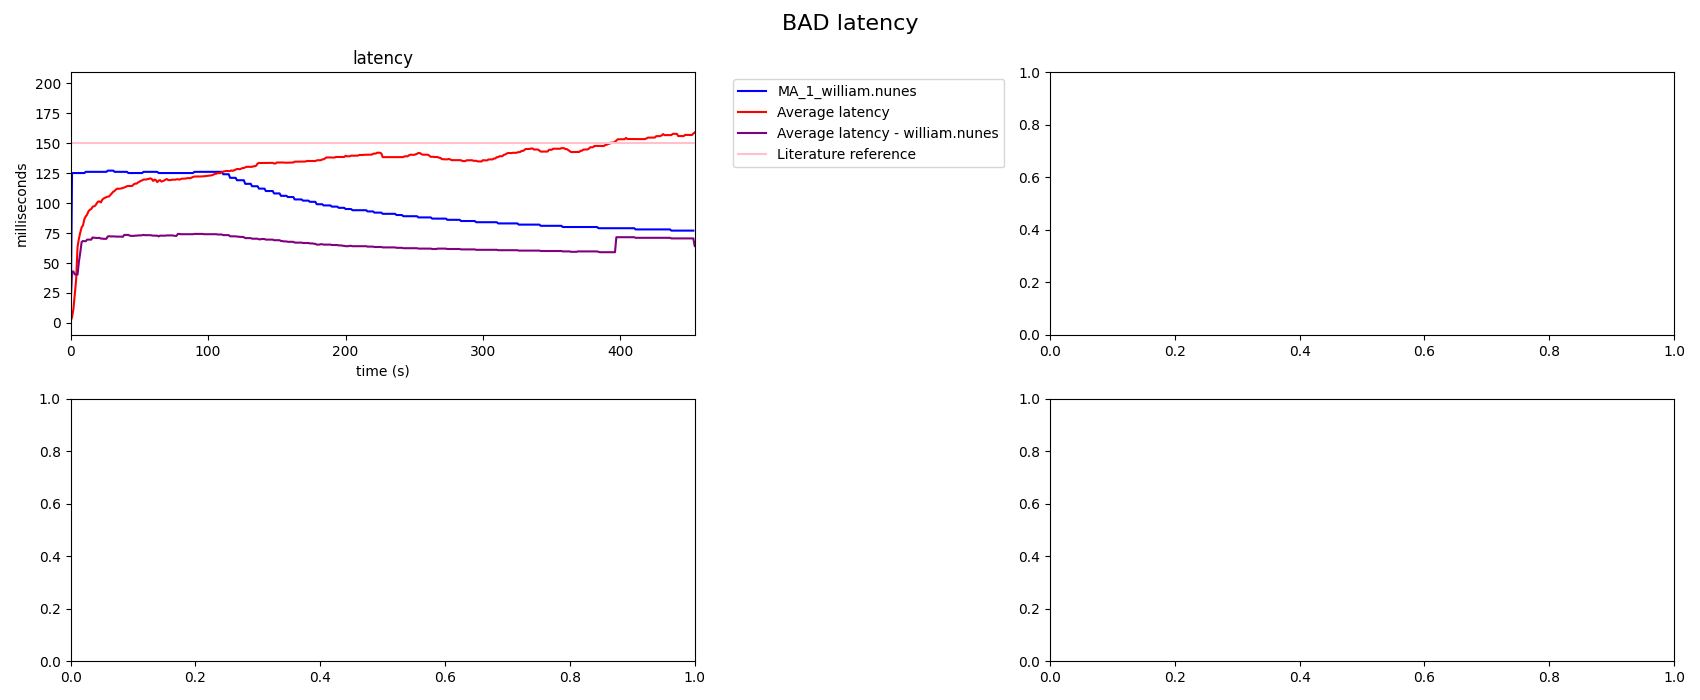 BAD latency
latency
200
175
150
125
100
75
50
25
0
milliseconds
0 100 200 300 400
time (s)
MA_1_william.nunes
Average latency
Average latency - william.nunes
Literature reference
1.0
0.8
0.6
0.4
0.2
0.0
0.0 0.2 0.4 0.6 0.8 1.0
1.0
0.8
0.6
0.4
0.2
0.0
0.0 0.2 0.4 0.6 0.8 1.0
1.0
0.8
0.6
0.4
0.2
0.0
0.0 0.2 0.4 0.6 0.8 1.0